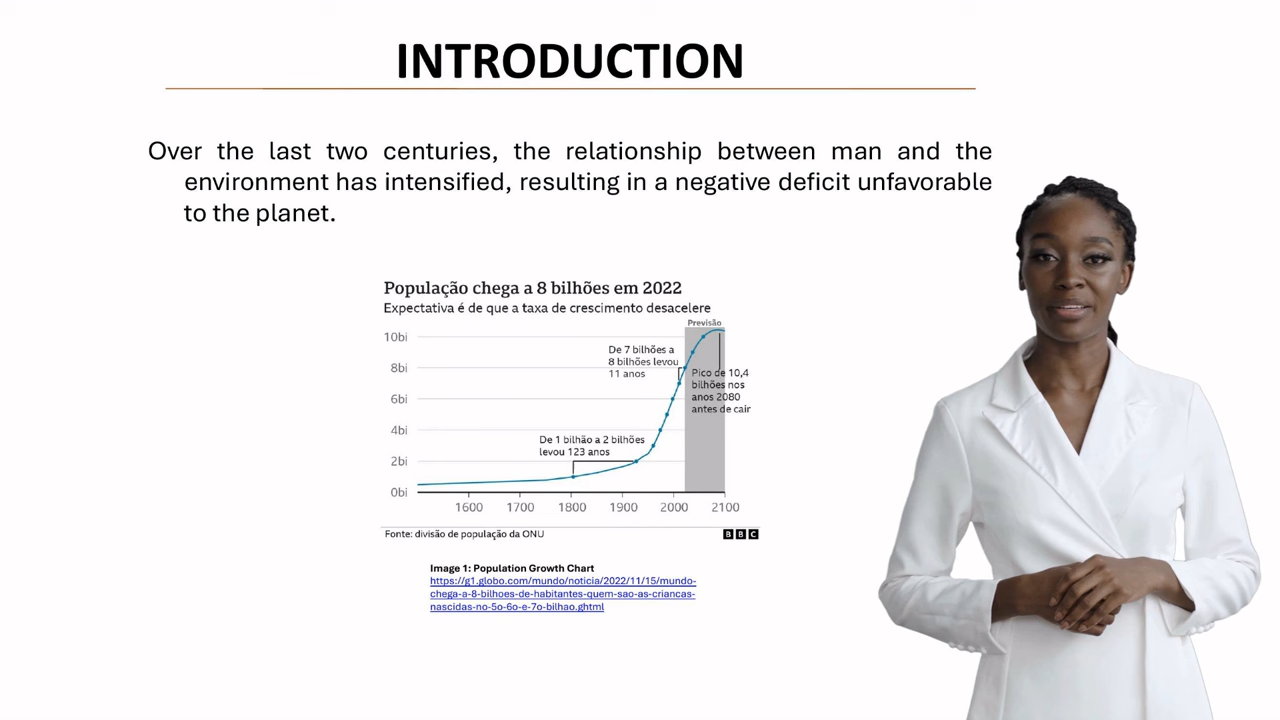 INTRODUCTION
Over the last two centuries, the relationship between man and the
environment has intensified, resulting in a negative deficit unfavorable
to the planet.
População chega a 8 bilhões em 2022
Expectativa é de que a taxa de crescimento desacelere
Previsão
10bi
De 7 bilhões a
8 bilhões levou
11 anos
8bi
Pico de 10,4
bilhões nos
anos 2080
antes de cair
6bi
4bi
De 1 bilhão a 2 bilhões
levou 123 anos
2bi
0bi
1600 1700 1800 1900 2000 2100
Fonte: divisão de população da ONU
BBC
Image 1: Population Growth Chart
https://g1.globo.com/mundo/noticia/2022/11/15/mundo-
chega-a-8-bilhoes-de-habitantes-quem-sao-as-criancas-
nascidas-no-5o-6o-e-7o-bilhao.ghtml